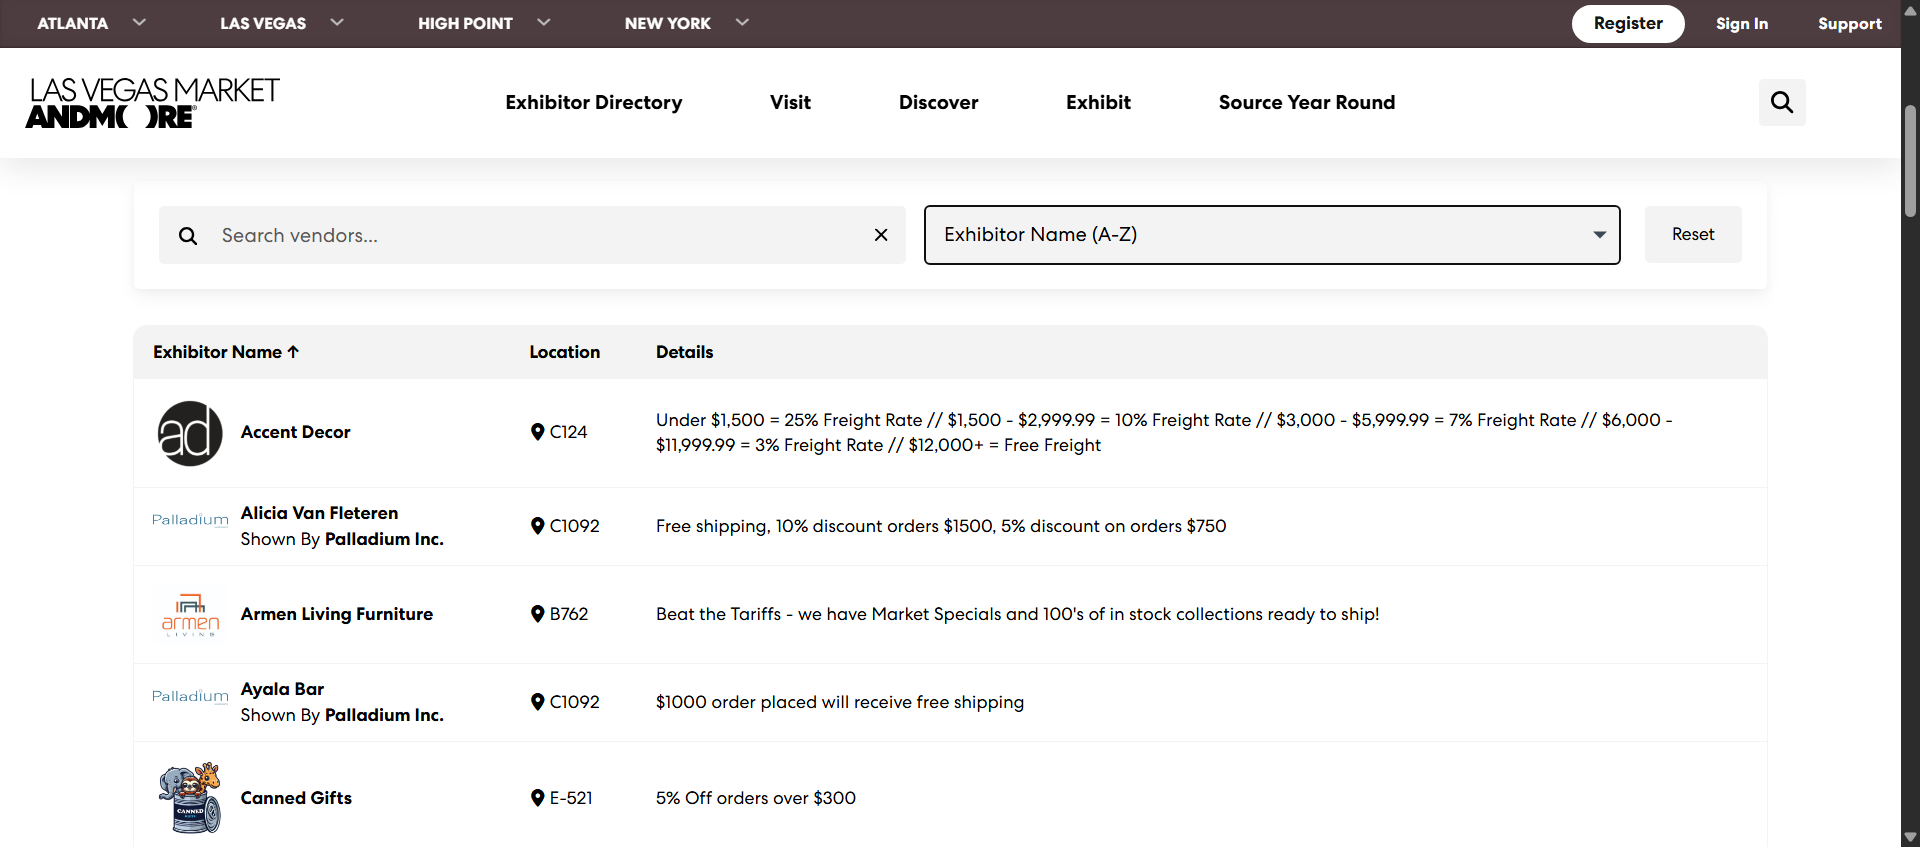 ATLANTA LAS VEGAS HIGH POINT NEW YORK Register Sign In Support
LAS VEGAS MARKET
ANDMORE®
Exhibitor Directory Visit Discover Exhibit Source Year Round
Search vendors...
Exhibitor Name (A-Z)
Reset
Exhibitor Name ↑ Location Details
ad
Accent Decor
C124
Under $1,500 = 25% Freight Rate // $1,500 - $2,999.99 = 10% Freight Rate // $3,000 - $5,999.99 = 7% Freight Rate // $6,000 -
$11,999.99 = 3% Freight Rate // $12,000+ = Free Freight
Palladium
Alicia Van Fleteren
Shown By Palladium Inc.
C1092
Free shipping, 10% discount orders $1500, 5% discount on orders $750
armen
LIVING
Armen Living Furniture
B762
Beat the Tariffs - we have Market Specials and 100's of in stock collections ready to ship!
Palladium
Ayala Bar
Shown By Palladium Inc.
C1092
$1000 order placed will receive free shipping
CANNED
GIFTS
Canned Gifts
E-521
5% Off orders over $300